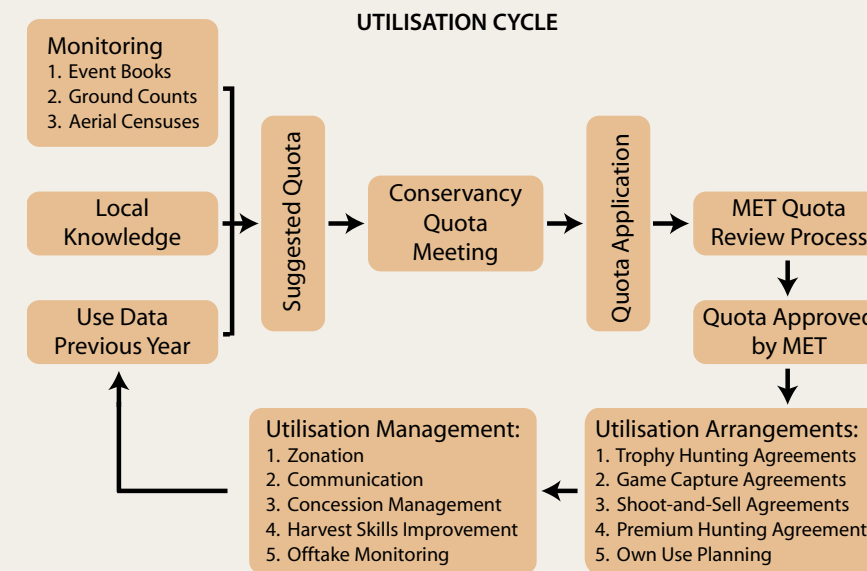 UTILISATION CYCLE
Monitoring
1. Event Books
2. Ground Counts
3. Aerial Censuses
Local
Knowledge
Use Data
Previous Year
Suggested Quota
Conservancy
Quota
Meeting
Quota Application
MET Quota
Review Process
Quota Approved
by MET
Utilisation Arrangements:
1. Trophy Hunting Agreements
2. Game Capture Agreements
3. Shoot-and-Sell Agreements
4. Premium Hunting Agreement
5. Own Use Planning
Utilisation Management:
1. Zonation
2. Communication
3. Concession Management
4. Harvest Skills Improvement
5. Offtake Monitoring